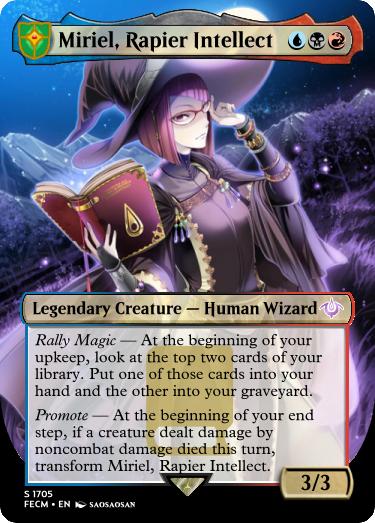 Miriel, Rapier Intellect
Legendary Creature — Human Wizard
Rally Magic — At the beginning of your
upkeep, look at the top two cards of your
library. Put one of those cards into your
hand and the other into your graveyard.
Promote — At the beginning of your end
step, if a creature dealt damage by
noncombat damage died this turn,
transform Miriel, Rapier Intellect.
3/3
S 1705
FECM • EN SAOSAOSAN